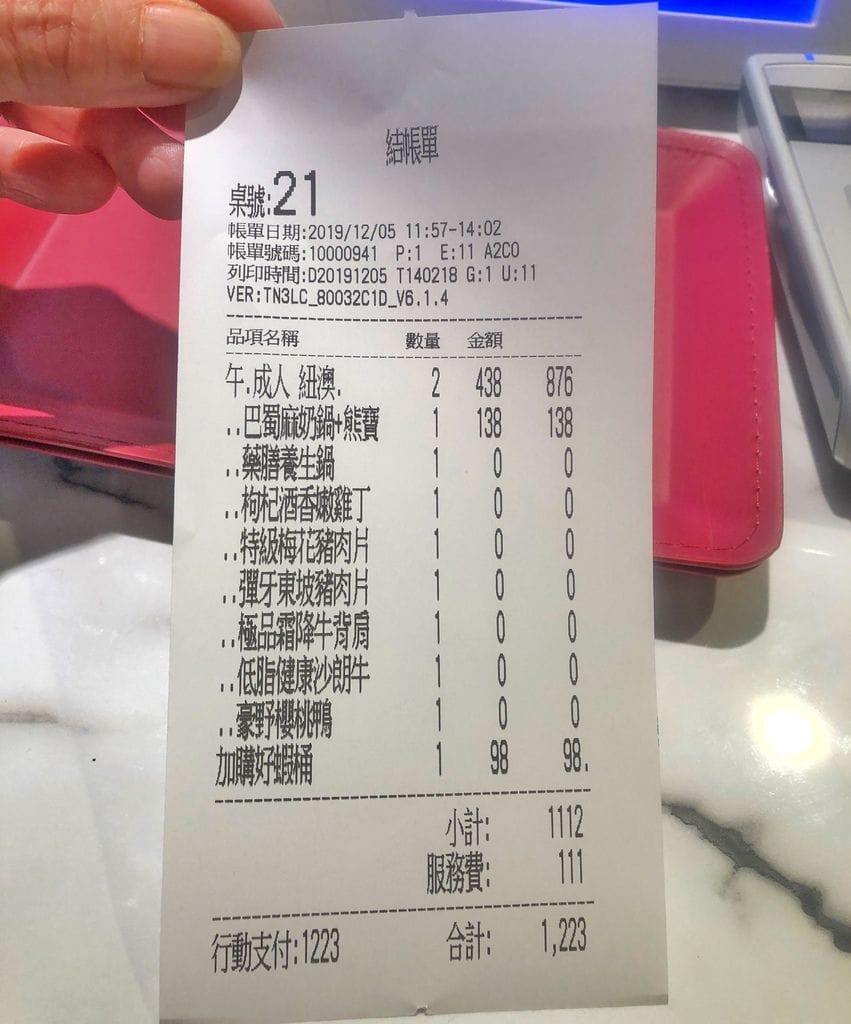 結帳單
桌號:21
帳單日期:2019/12/05 11:57-14:02
帳單號碼:10000941 P:1 E:11 A2C0
列印時間:D20191205 T140218 G:1 U:11
VER:TN3LC_80032C1D_V6.1.4
品項名稱 數量 金額
午.成人 紐澳. 2 438 876
..巴蜀麻奶鍋+熊寶 1 138 138
..藥膳養生鍋 1 0 0
..枸杞酒香嫩雞丁 1 0 0
..特級梅花豬肉片 1 0 0
..彈牙東坡豬肉片 1 0 0
..極品霜降牛背肩 1 0 0
..低脂健康沙朗牛 1 0 0
..豪野櫻桃鴨 1 0 0
加購好蝦桶 1 98 98.
小計: 1112
服務費: 111
行動支付:1223 合計: 1,223